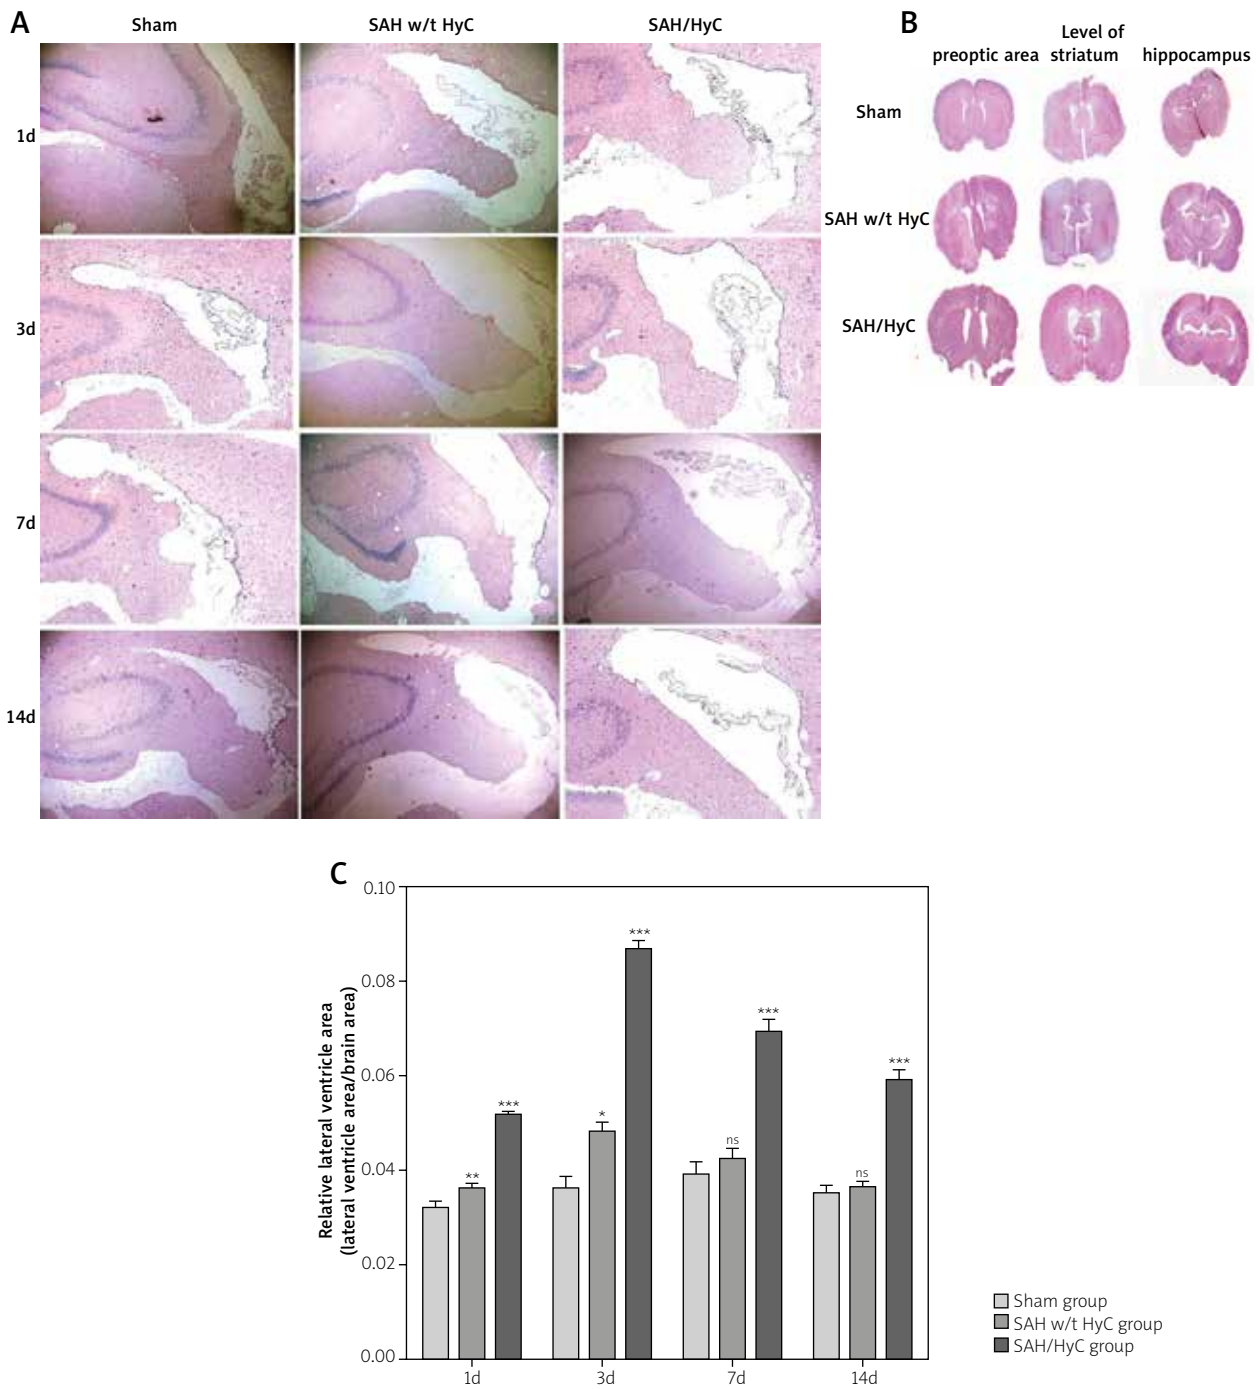 A
Sham
SAH w/t HyC
SAH/HyC
1d
3d
7d
14d
B
Level of
preoptic area
striatum
hippocampus
Sham
SAH w/t HyC
SAH/HyC
C
Relative lateral ventricle area
(lateral ventricle area/brain area)
0.10
0.08
0.06
0.04
0.02
0.00
**
***
*
***
ns
***
ns
***
1d
3d
7d
14d
Sham group
SAH w/t HyC group
SAH/HyC group